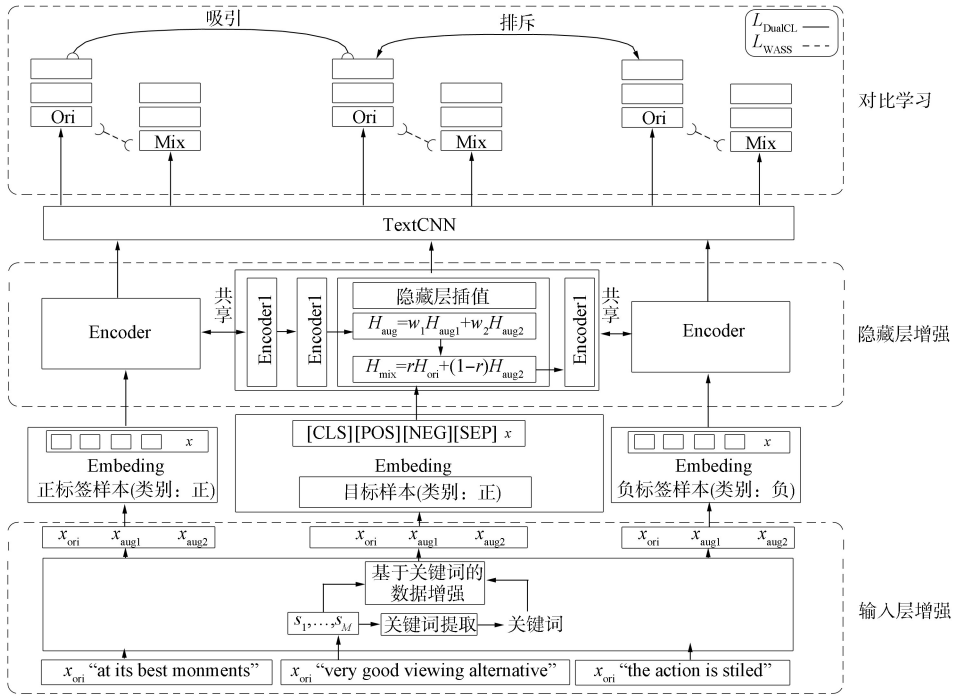 吸引
排斥
L_DualCL
L_WASS
Ori
Mix
Ori
Mix
Ori
Mix
对比学习
TextCNN
Encoder
共享
Encoder1
Encoder1
隐藏层插值
H_aug=w_1H_aug1+w_2H_aug2
H_mix=rH_ori+(1−r)H_aug2
Encoder1
共享
Encoder
隐藏层增强
x
Embeding
正标签样本(类别：正)
[CLS][POS][NEG][SEP] x
Embeding
目标样本(类别：正)
x
Embeding
负标签样本(类别：负)
x_ori x_aug1 x_aug2
x_ori x_aug1 x_aug2
x_ori x_aug1 x_aug2
基于关键词的
数据增强
s_1,…,s_M
关键词提取
关键词
输入层增强
x_ori “at its best monments”
x_ori “very good viewing alternative”
x_ori “the action is stiled”